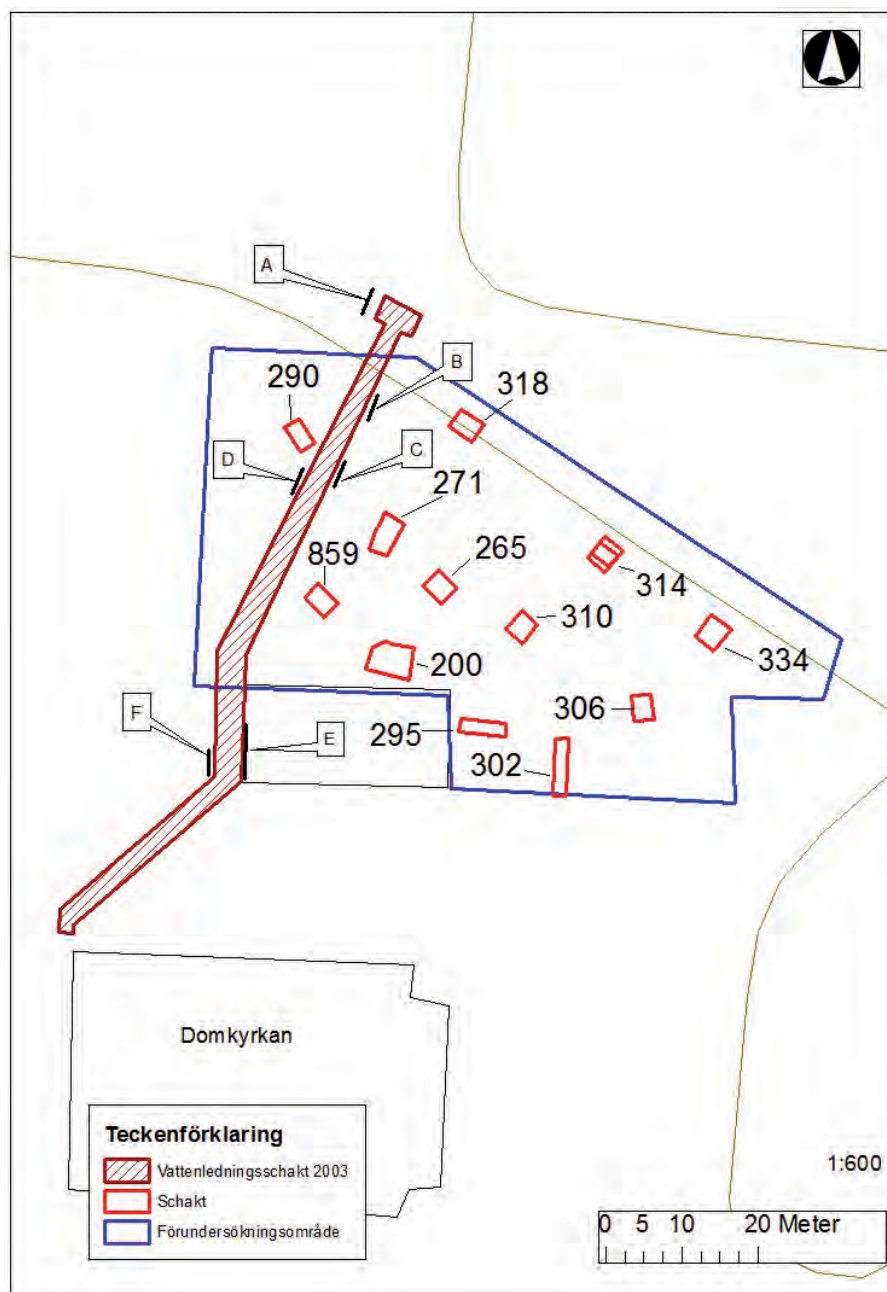 A
B
290
318
D
C
271
859
265
314
310
334
200
F
306
E
295
302
Domkyrkan
Teckenförklaring
Vattenledningsschakt 2003
Schakt
Förundersökningsområde
1:600
0 5 10 20 Meter